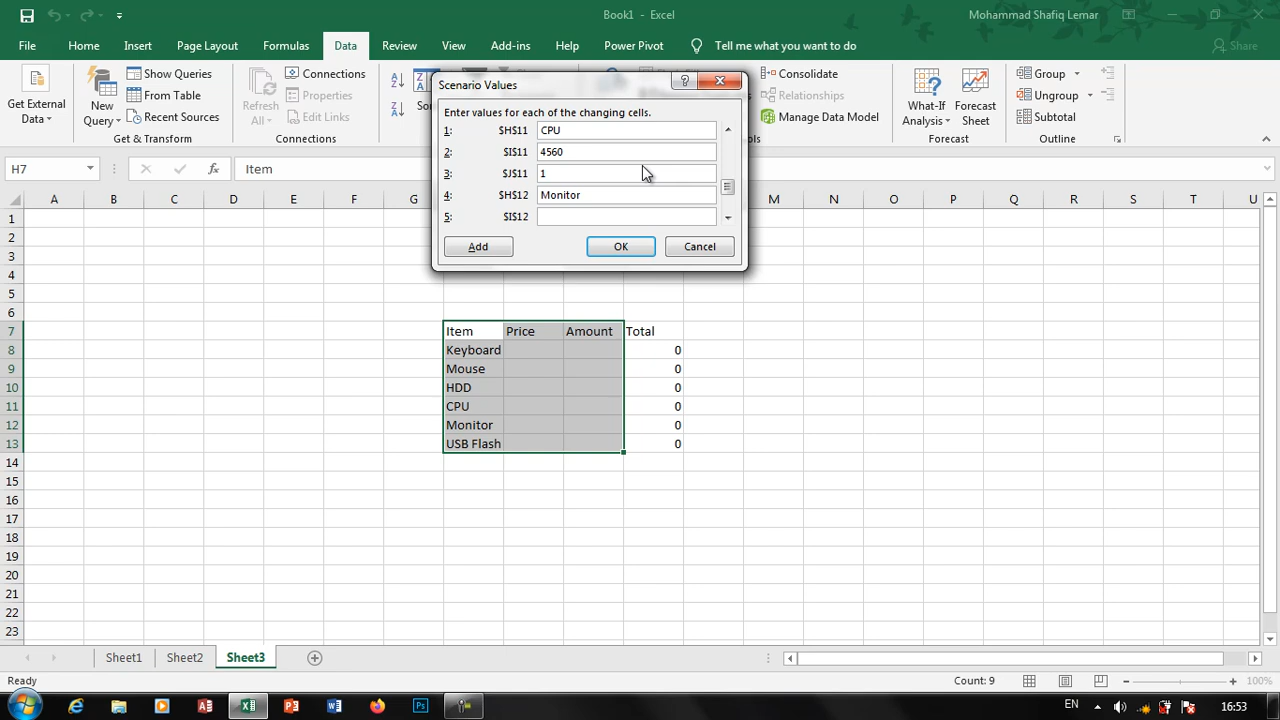 Book1 - Excel
Mohammad Shafiq Lemar
File Home Insert Page Layout Formulas Data Review View Add-ins Help Power Pivot Tell me what you want to do Share
Get External Data
New Query
Show Queries
From Table
Recent Sources
Get & Transform
Refresh All
Connections
Properties
Edit Links
Consolidate
Relationships
Manage Data Model
What-If Analysis
Forecast Sheet
Forecast
Group
Ungroup
Subtotal
Outline
Scenario Values
Enter values for each of the changing cells.
1: $H$11 CPU
2: $I$11 4560
3: $J$11 1
4: $H$12 Monitor
5: $I$12
Add OK Cancel
H7 fx Item
A B C D E F G M N O P Q R S T U
1
2
3
4
5
6
7 Item Price Amount Total
8 Keyboard 0
9 Mouse 0
10 HDD 0
11 CPU 0
12 Monitor 0
13 USB Flash 0
14
15
16
17
18
19
20
21
22
23
Sheet1 Sheet2 Sheet3
Ready Count: 9 100%
EN 16:53